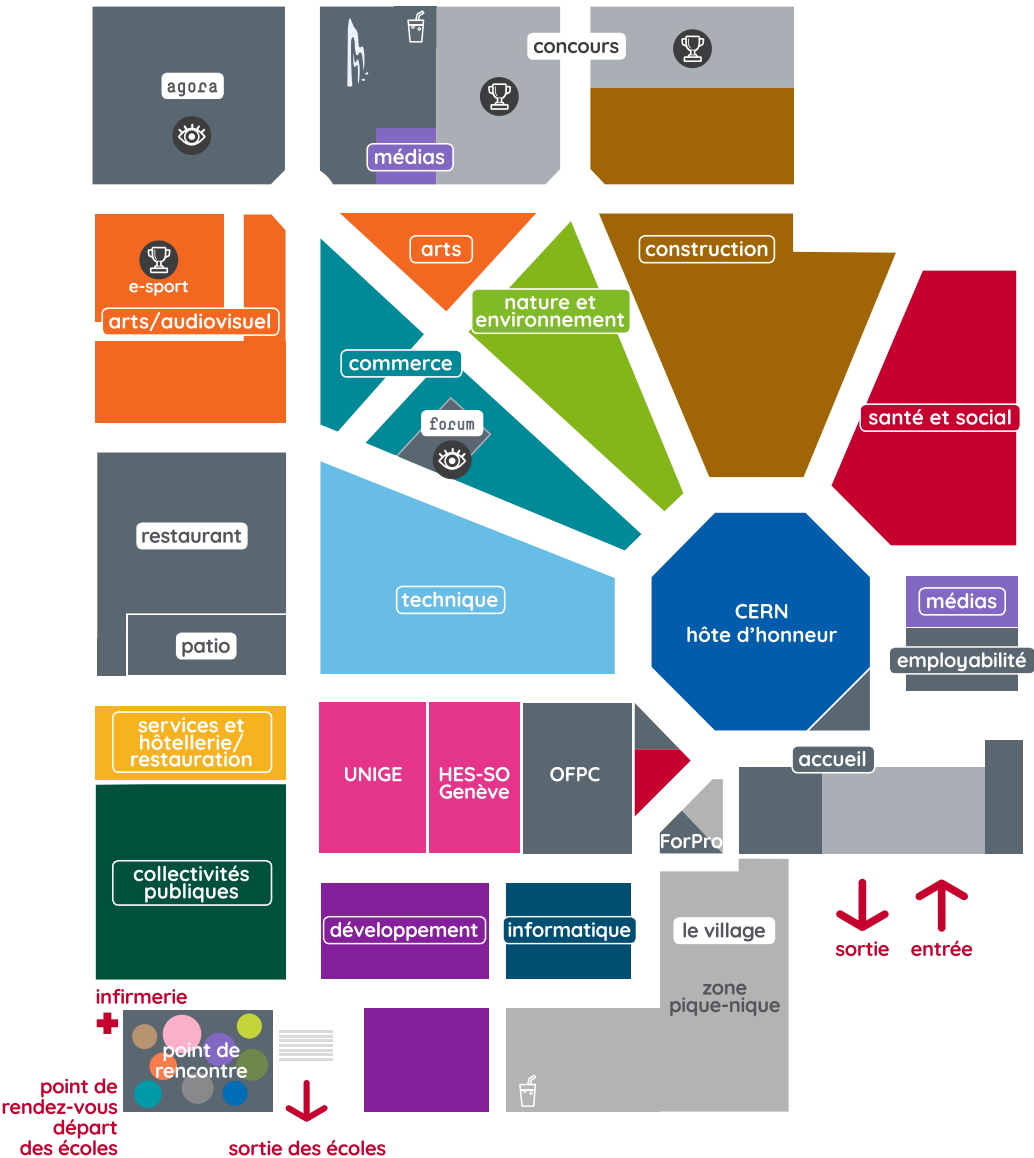 concours
agora
médias
arts
construction
e-sport
nature et
environnement
arts/audiovisuel
commerce
santé et social
forum
restaurant
technique
médias
CERN
hôte d’honneur
patio
employabilité
services et
hôtellerie/
restauration
accueil
UNIGE
HES-SO
Genève
OFPC
ForPro
collectivités
publiques
développement
informatique
le village
sortie
entrée
zone
pique-nique
infirmerie
point de
rencontre
point de
rendez-vous
départ
des écoles
sortie des écoles